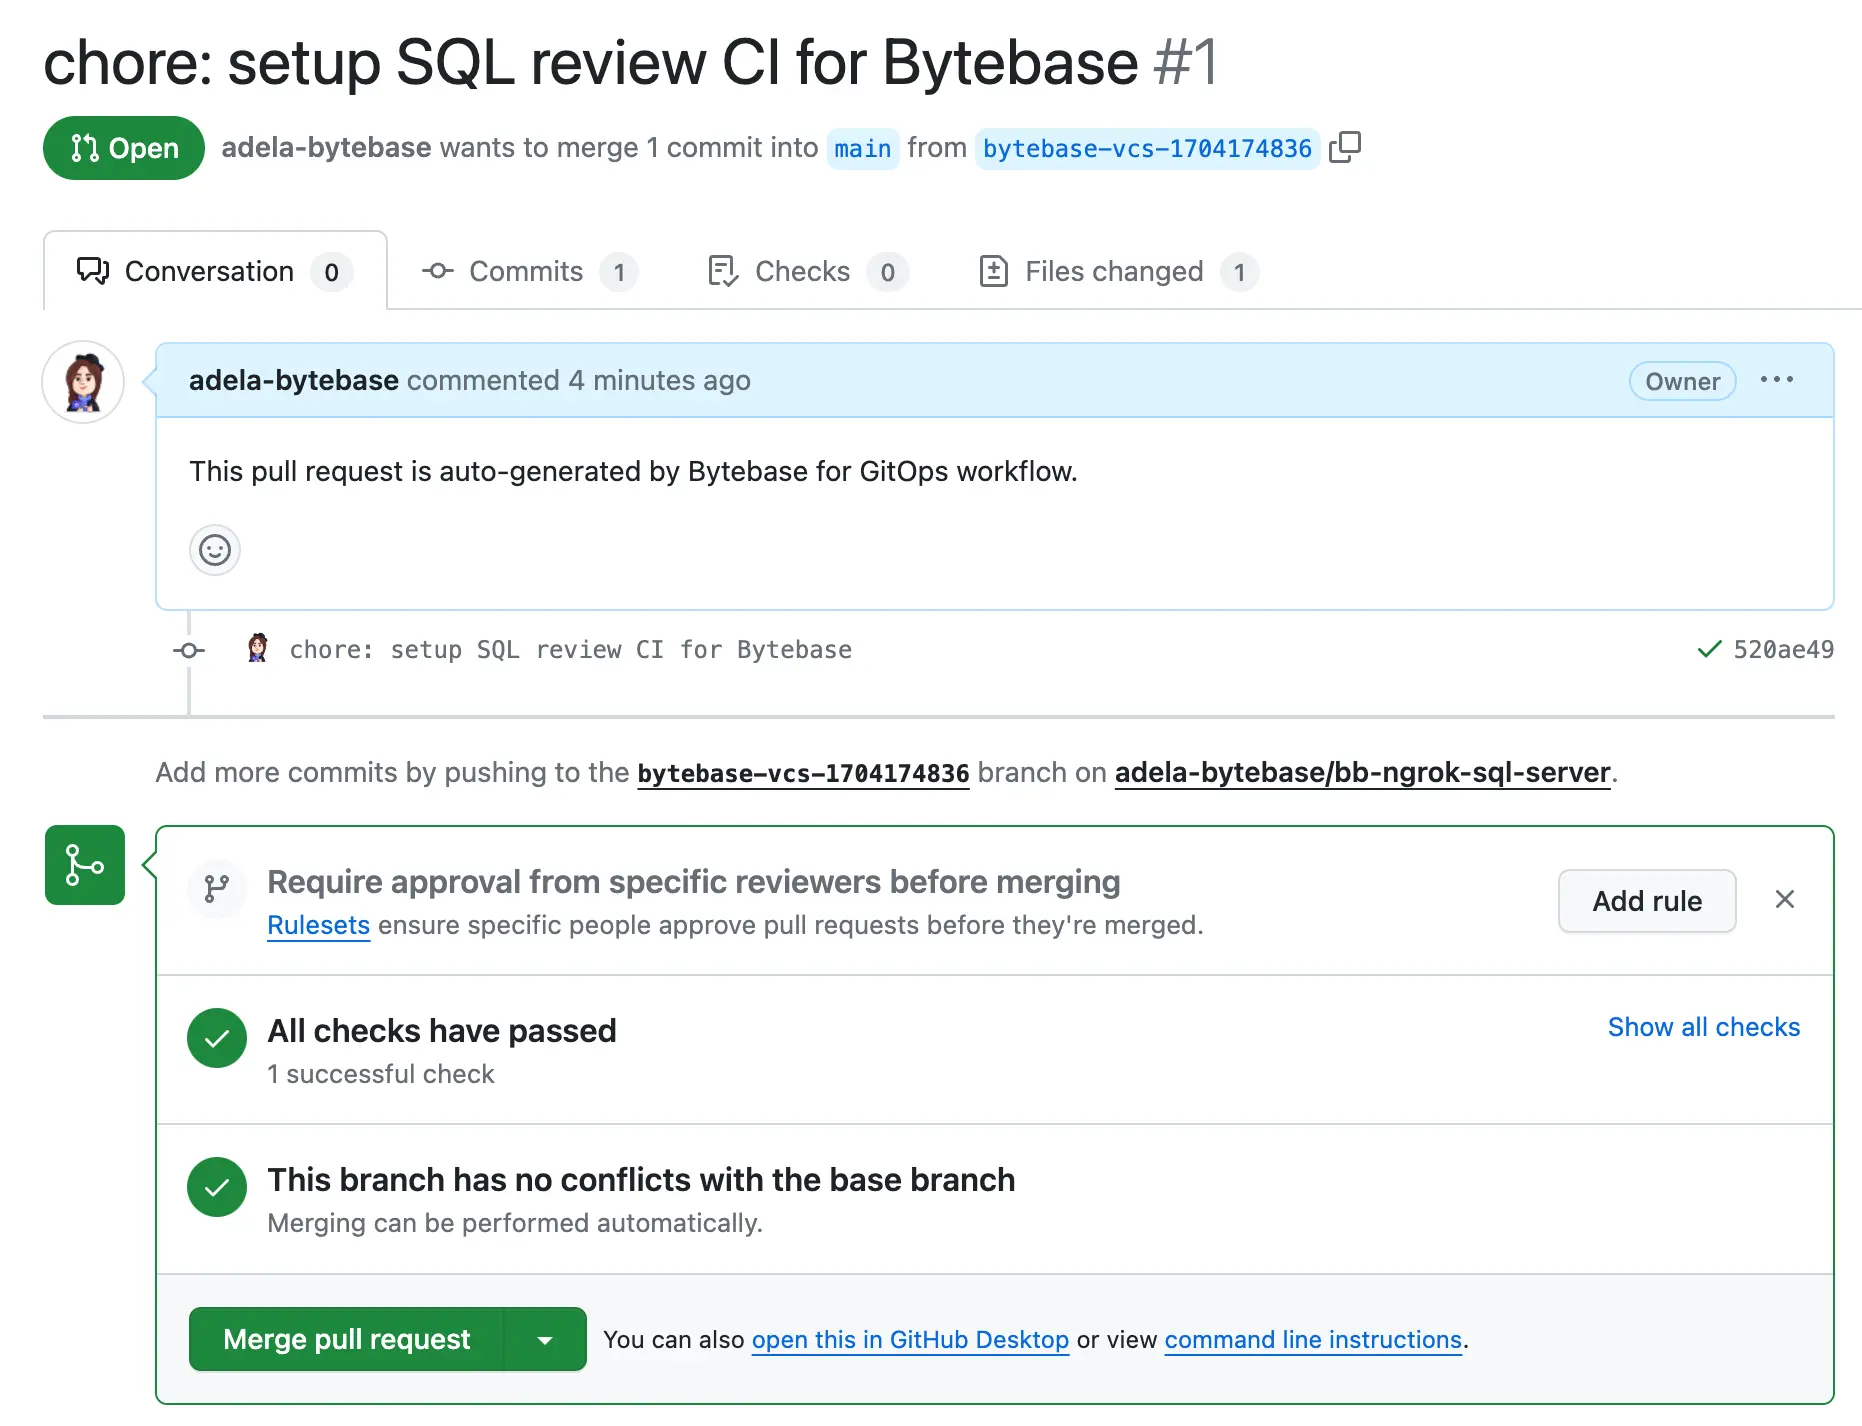 chore: setup SQL review CI for Bytebase #1
Open adela-bytebase wants to merge 1 commit into main from bytebase-vcs-1704174836
Conversation 0 Commits 1 Checks 0 Files changed 1
adela-bytebase commented 4 minutes ago Owner
This pull request is auto-generated by Bytebase for GitOps workflow.
chore: setup SQL review CI for Bytebase 520ae49
Add more commits by pushing to the bytebase-vcs-1704174836 branch on adela-bytebase/bb-ngrok-sql-server.
Require approval from specific reviewers before merging
Rulesets ensure specific people approve pull requests before they're merged.
Add rule
All checks have passed
Show all checks
1 successful check
This branch has no conflicts with the base branch
Merging can be performed automatically.
Merge pull request You can also open this in GitHub Desktop or view command line instructions.